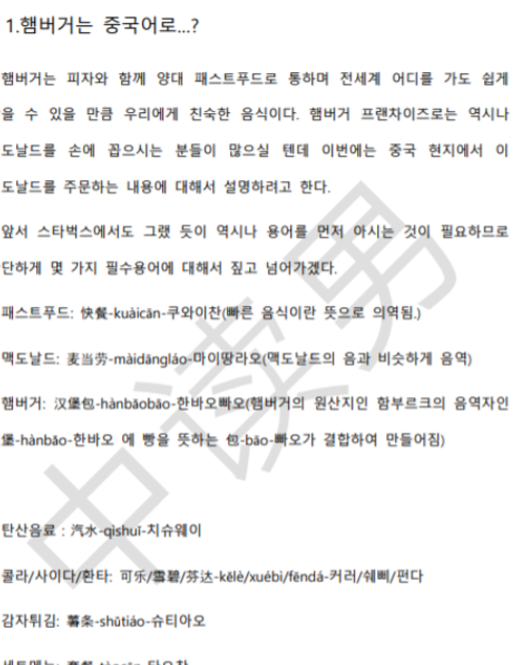 1.햄버거는 중국어로...?
햄버거는 피자와 함께 양대 패스트푸드로 통하며 전세계 어디를 가도 쉽게
을 수 있을 만큼 우리에게 친숙한 음식이다. 햄버거 프랜차이즈로는 역시나
도날드를 손에 꼽으시는 분들이 많으실 텐데 이번에는 중국 현지에서 이
도날드를 주문하는 내용에 대해서 설명하려고 한다.
앞서 스타벅스에서도 그랬 듯이 역시나 용어를 먼저 아시는 것이 필요하므로
단하게 몇 가지 필수용어에 대해서 짚고 넘어가겠다.
패스트푸드: 快餐-kuàicān-쿠와이찬(빠른 음식이란 뜻으로 의역됨.)
맥도날드: 麦当劳-màidāngláo-마이땅라오(맥도날드의 음과 비슷하게 음역)
햄버거: 汉堡包-hànbǎobāo-한바오빠오(햄버거의 원산지인 함부르크의 음역자인
堡-hànbǎo-한바오 에 빵을 뜻하는 包-bāo-빠오가 결합하여 만들어짐)
탄산음료 : 汽水-qìshuǐ-치슈웨이
콜라/사이다/환타: 可乐/雪碧/芬达-kělè/xuěbì/fēndá-커러/쉐삐/펀다
감자튀김: 薯条-shǔtiáo-슈티아오
세트메뉴: 套餐-tàocān-타오찬
中读男